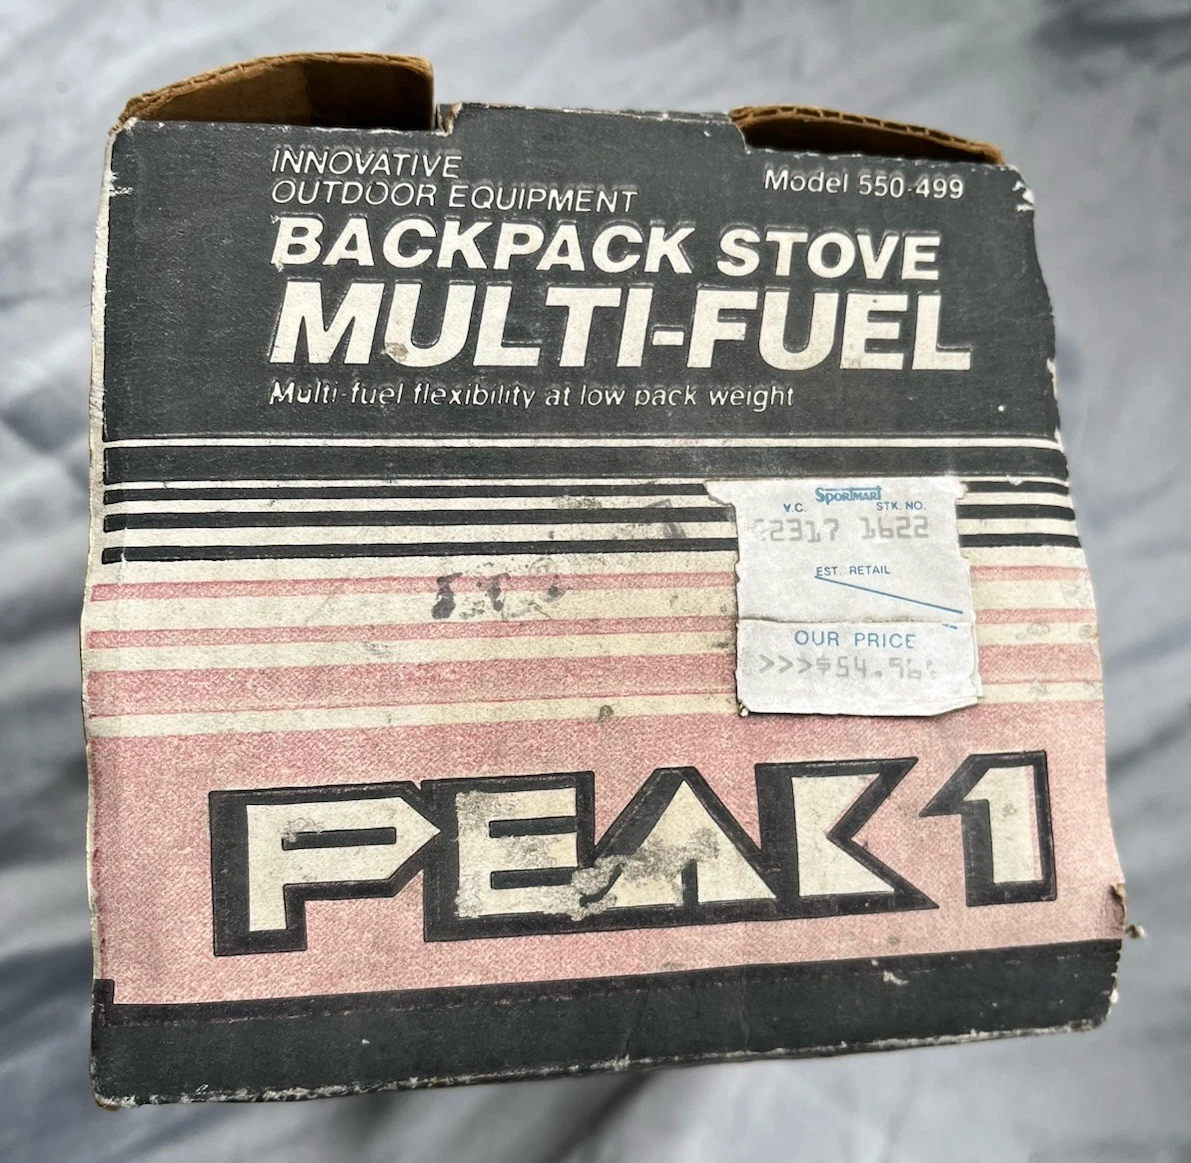 INNOVATIVE
OUTDOOR EQUIPMENT
Model 550-499
BACKPACK STOVE
MULTI-FUEL
Multi-fuel flexibility at low pack weight
SPORTMART
V.C. STK. NO.
2317 1622
EST. RETAIL
OUR PRICE
>>>$54.96
PEAK 1